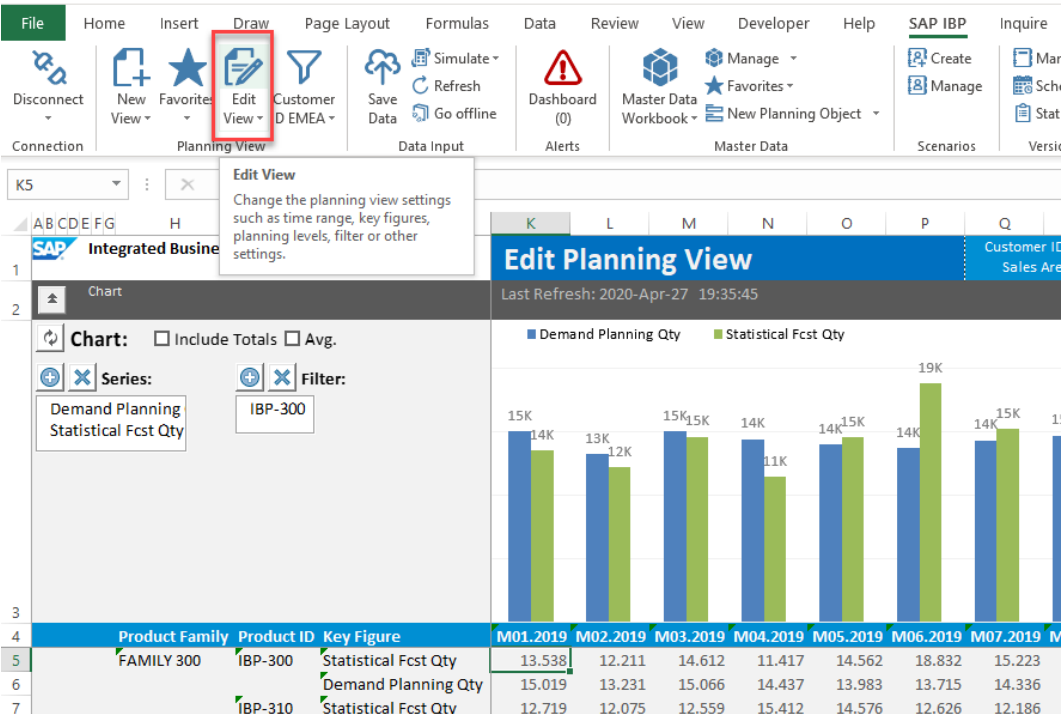 File Home Insert Draw Page Layout Formulas Data Review View Developer Help SAP IBP Inquire
Disconnect
New View
Favorites
Edit View
Customer
D EMEA
Save Data
Simulate
Refresh
Go offline
Dashboard (0)
Master Data Workbook
Manage
Favorites
New Planning Object
Create
Manage
Connection Planning View Data Input Alerts Master Data Scenarios
K5
Edit View
Change the planning view settings
such as time range, key figures,
planning levels, filter or other
settings.
A B C D E F G H K L M N O P Q
1
SAP Integrated Busine
Edit Planning View
Customer ID
Sales Are
2
Chart
Last Refresh: 2020-Apr-27 19:35:45
Chart: Include Totals Avg.
Series: Filter:
Demand Planning
Statistical Fcst Qty
IBP-300
Demand Planning Qty Statistical Fcst Qty
15K 14K 13K 12K 15K 15K 14K 11K 14K 15K 14K 19K 14K 15K
3
4 Product Family Product ID Key Figure M01.2019 M02.2019 M03.2019 M04.2019 M05.2019 M06.2019 M07.2019
5 FAMILY 300 IBP-300 Statistical Fcst Qty 13.538 12.211 14.612 11.417 14.562 18.832 15.223
6 Demand Planning Qty 15.019 13.231 15.066 14.437 13.983 13.715 14.336
7 IBP-310 Statistical Fcst Qty 12.719 12.075 12.559 15.412 14.576 12.626 12.186